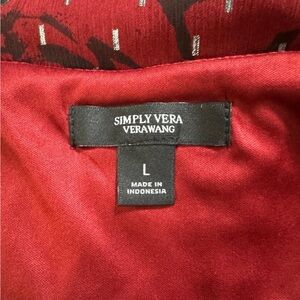 SIMPLY VERA
VERAWANG
L
MADE IN
INDONESIA